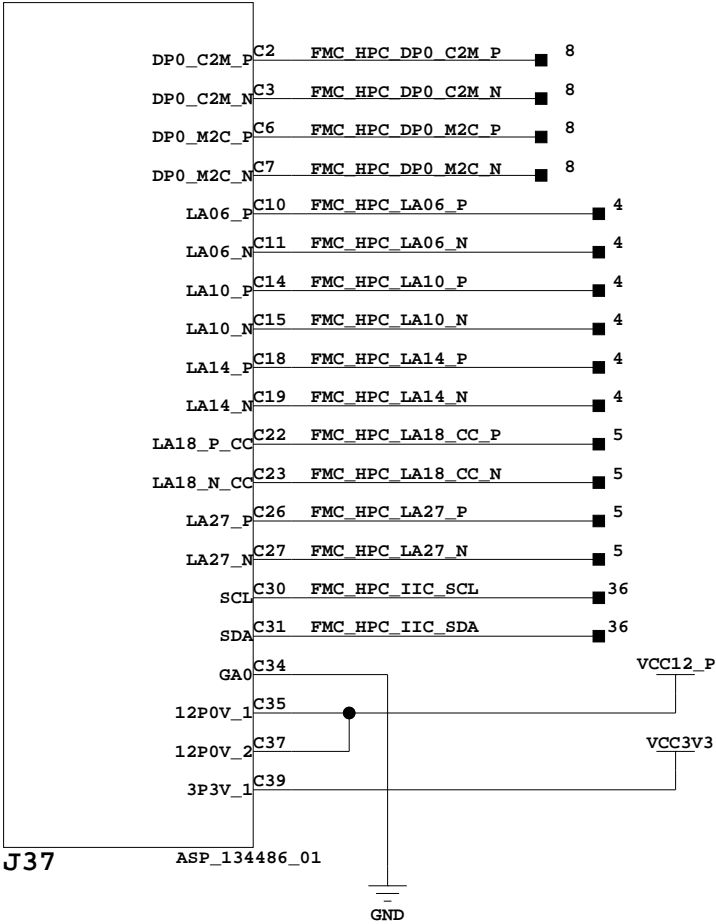 DP0_C2M_P C2 FMC_HPC_DP0_C2M_P 8
DP0_C2M_N C3 FMC_HPC_DP0_C2M_N 8
DP0_M2C_P C6 FMC_HPC_DP0_M2C_P 8
DP0_M2C_N C7 FMC_HPC_DP0_M2C_N 8
LA06_P C10 FMC_HPC_LA06_P 4
LA06_N C11 FMC_HPC_LA06_N 4
LA10_P C14 FMC_HPC_LA10_P 4
LA10_N C15 FMC_HPC_LA10_N 4
LA14_P C18 FMC_HPC_LA14_P 4
LA14_N C19 FMC_HPC_LA14_N 4
LA18_P_CC C22 FMC_HPC_LA18_CC_P 5
LA18_N_CC C23 FMC_HPC_LA18_CC_N 5
LA27_P C26 FMC_HPC_LA27_P 5
LA27_N C27 FMC_HPC_LA27_N 5
SCL C30 FMC_HPC_IIC_SCL 36
SDA C31 FMC_HPC_IIC_SDA 36
GA0 C34 VCC12_P
12P0V_1 C35
12P0V_2 C37 VCC3V3
3P3V_1 C39
J37 ASP_134486_01
GND